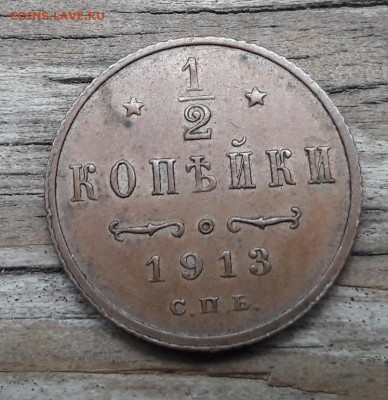 COINS.LAVE.RU
1/2
КОПѢЙКИ
1913
С.П.Б.